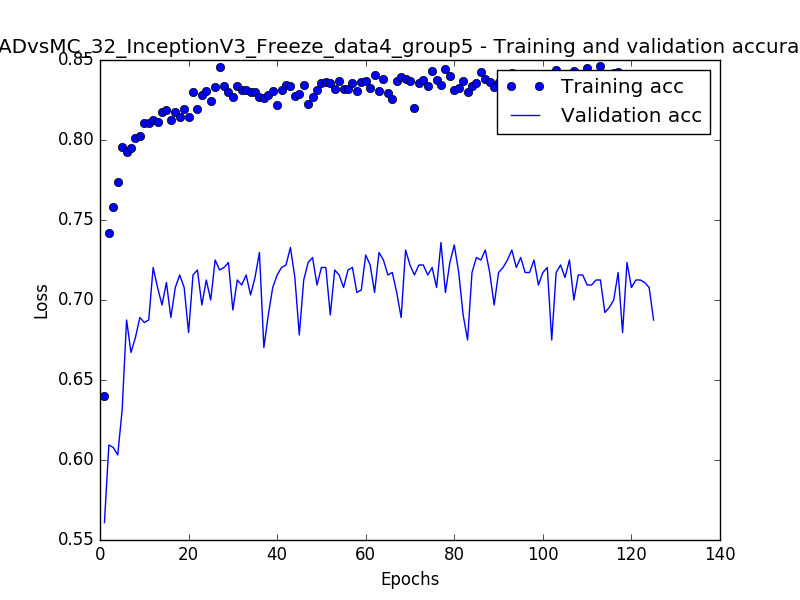 ADvsMC_32_InceptionV3_Freeze_data4_group5 - Training and validation accura
0.85
0.80
0.75
0.70
0.65
0.60
0.55
Loss
Training acc
Validation acc
0 20 40 60 80 100 120 140
Epochs